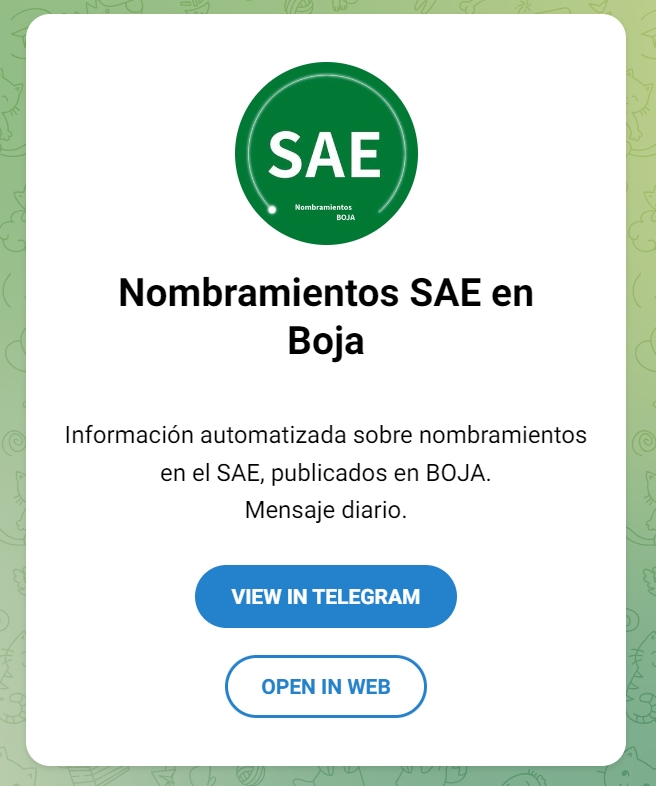 SAE
Nombramientos
BOJA
Nombramientos SAE en
Boja
Información automatizada sobre nombramientos
en el SAE, publicados en BOJA.
Mensaje diario.
VIEW IN TELEGRAM
OPEN IN WEB